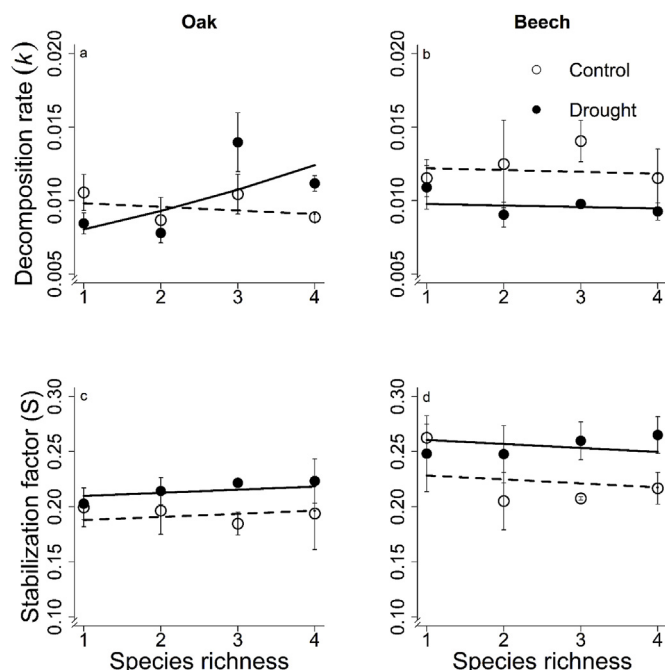 Oak
Beech
Decomposition rate (k)
0.005 0.010 0.015 0.020
a
1 2 3 4
0.005 0.010 0.015 0.020
b
Control
Drought
1 2 3 4
Stabilization factor (S)
0.10 0.15 0.20 0.25 0.30
c
1 2 3 4
Species richness
0.10 0.15 0.20 0.25 0.30
d
1 2 3 4
Species richness